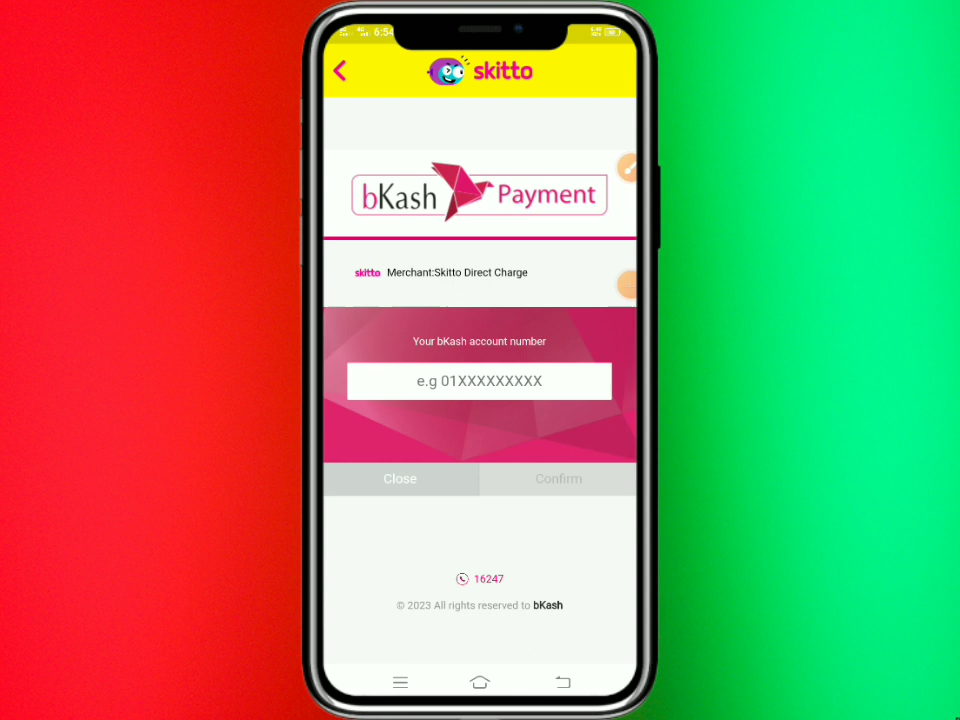 6:54
skitto
bKash Payment
skitto Merchant:Skitto Direct Charge
Your bKash account number
e.g 01XXXXXXXXX
Close Confirm
16247
© 2023 All rights reserved to bKash